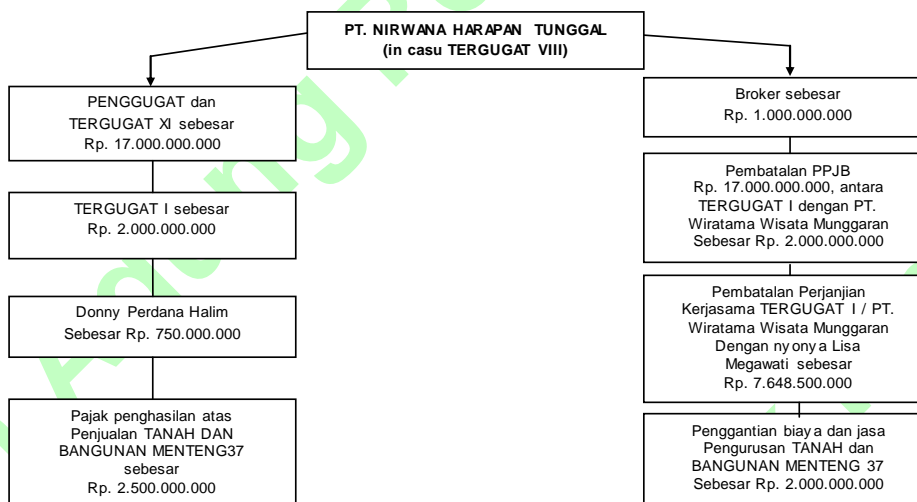 PT. NIRWANA HARAPAN TUNGGAL
(in casu TERGUGAT VIII)
PENGGUGAT dan
TERGUGAT XI sebesar
Rp. 17.000.000.000
TERGUGAT I sebesar
Rp. 2.000.000.000
Donny Perdana Halim
Sebesar Rp. 750.000.000
Pajak penghasilan atas
Penjualan TANAH DAN
BANGUNAN MENTENG37
sebesar
Rp. 2.500.000.000
Broker sebesar
Rp. 1.000.000.000
Pembatalan PPJB
Rp. 17.000.000.000, antara
TERGUGAT I dengan PT.
Wiratama Wisata Munggaran
Sebesar Rp. 2.000.000.000
Pembatalan Perjanjian
Kerjasama TERGUGAT I / PT.
Wiratama Wisata Munggaran
Dengan nyonya Lisa
Megawati sebesar
Rp. 7.648.500.000
Penggantian biaya dan jasa
Pengurusan TANAH dan
BANGUNAN MENTENG 37
Sebesar Rp. 2.000.000.000